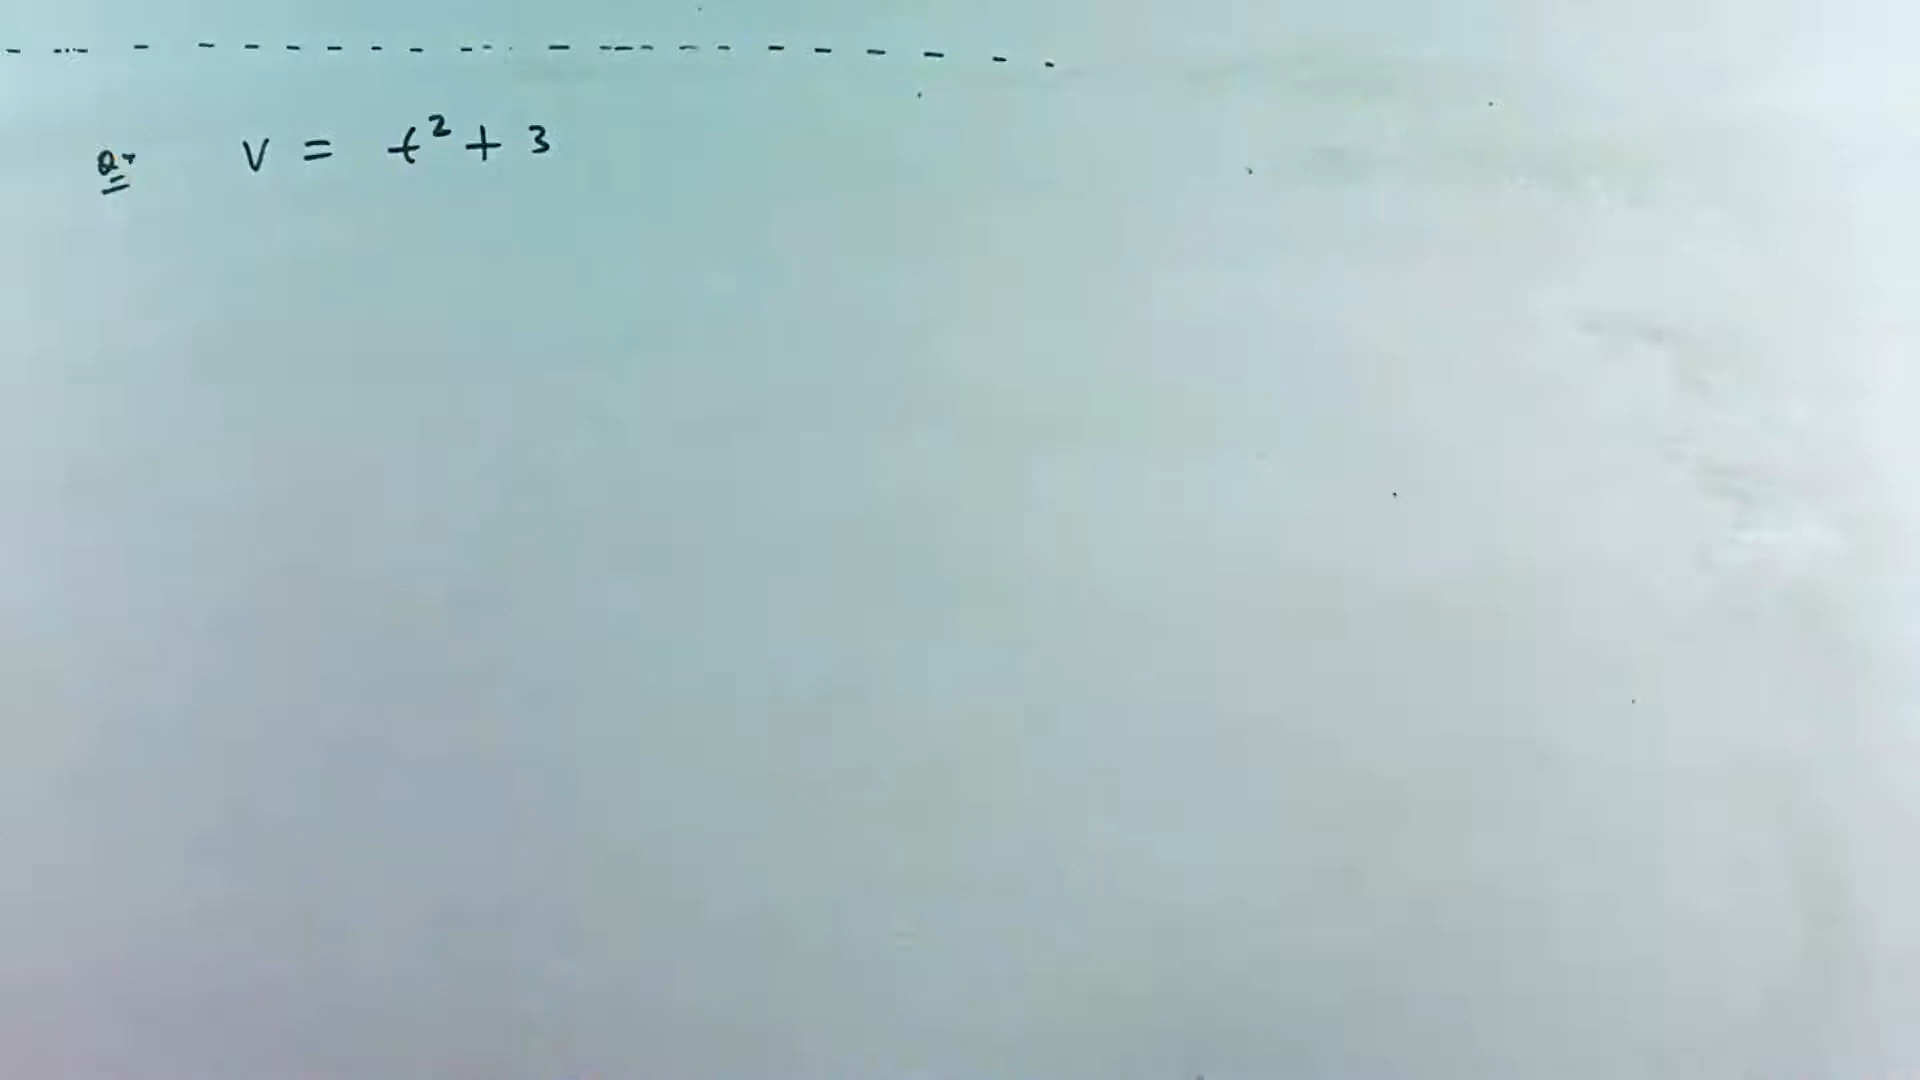 Q. v = t² + 3